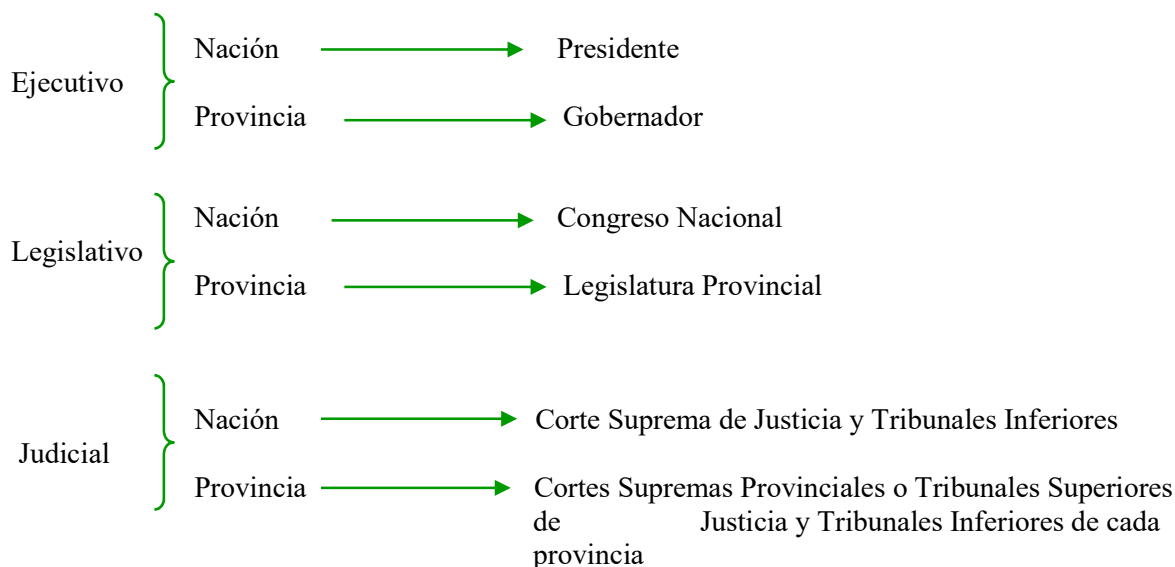 Ejecutivo
Nación Presidente
Provincia Gobernador
Legislativo
Nación Congreso Nacional
Provincia Legislatura Provincial
Judicial
Nación Corte Suprema de Justicia y Tribunales Inferiores
Provincia Cortes Supremas Provinciales o Tribunales Superiores
de Justicia y Tribunales Inferiores de cada
provincia